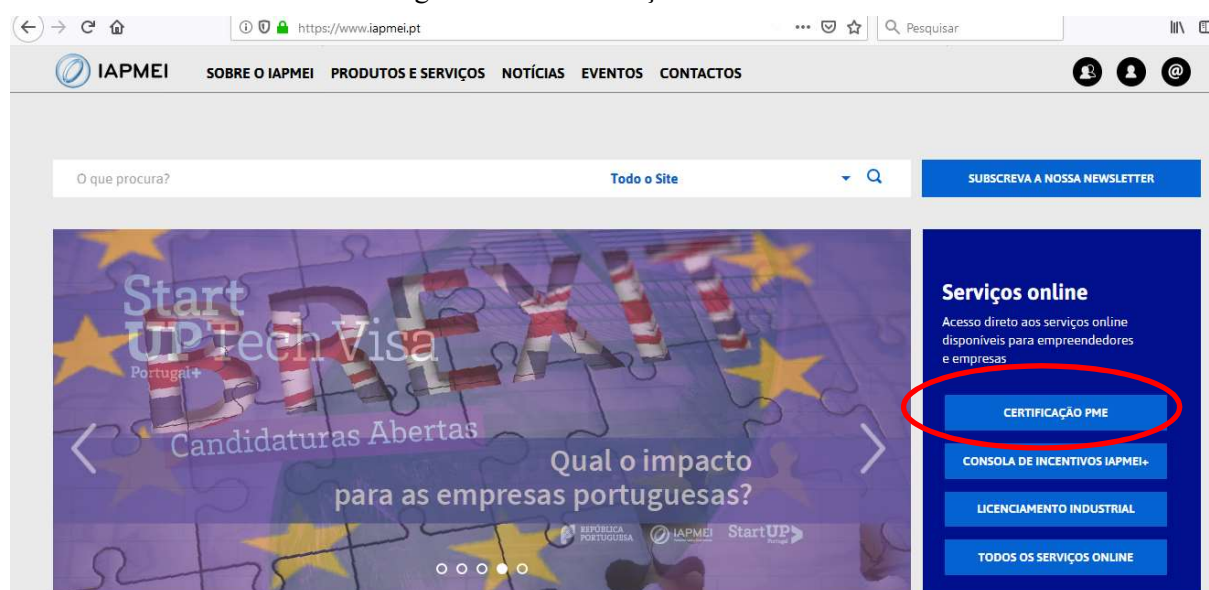 https://www.iapmei.pt
Pesquisar
IAPMEI
SOBRE O IAPMEI PRODUTOS E SERVIÇOS NOTÍCIAS EVENTOS CONTACTOS
O que procura?
Todo o Site
SUBSCREVA A NOSSA NEWSLETTER
Start
UP Tech Visa
Portugal+
BREXIT
Candidaturas Abertas
Qual o impacto
para as empresas portuguesas?
REPÚBLICA
PORTUGUESA
IAPMEI
StartUP
Portugal
Serviços online
Acesso direto aos serviços online
disponíveis para empreendedores
e empresas
CERTIFICAÇÃO PME
CONSOLA DE INCENTIVOS IAPMEI+
LICENCIAMENTO INDUSTRIAL
TODOS OS SERVIÇOS ONLINE